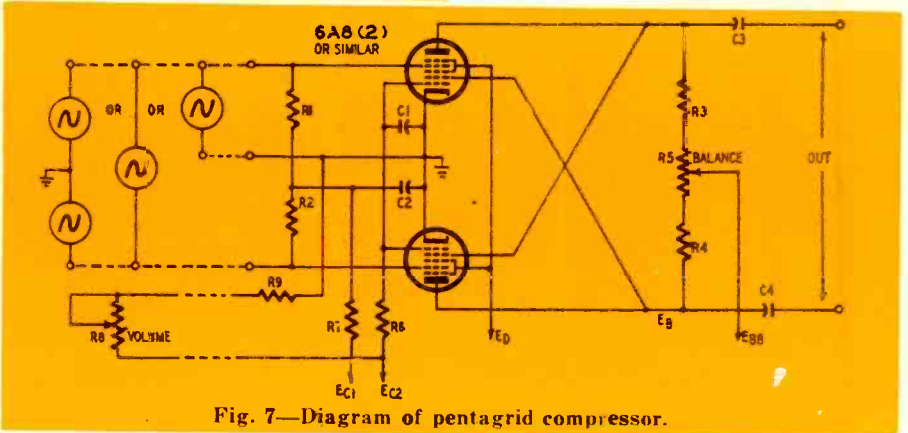 6A8 (2)
OR SIMILAR
C3
OR OR
R1
C1
R3
R5 BALANCE
OUT
C2
R2
R4
R9
C4
R8 VOLUME
R7
R6
ED
EB
EBB
EC1
EC2
Fig. 7—Diagram of pentagrid compressor.